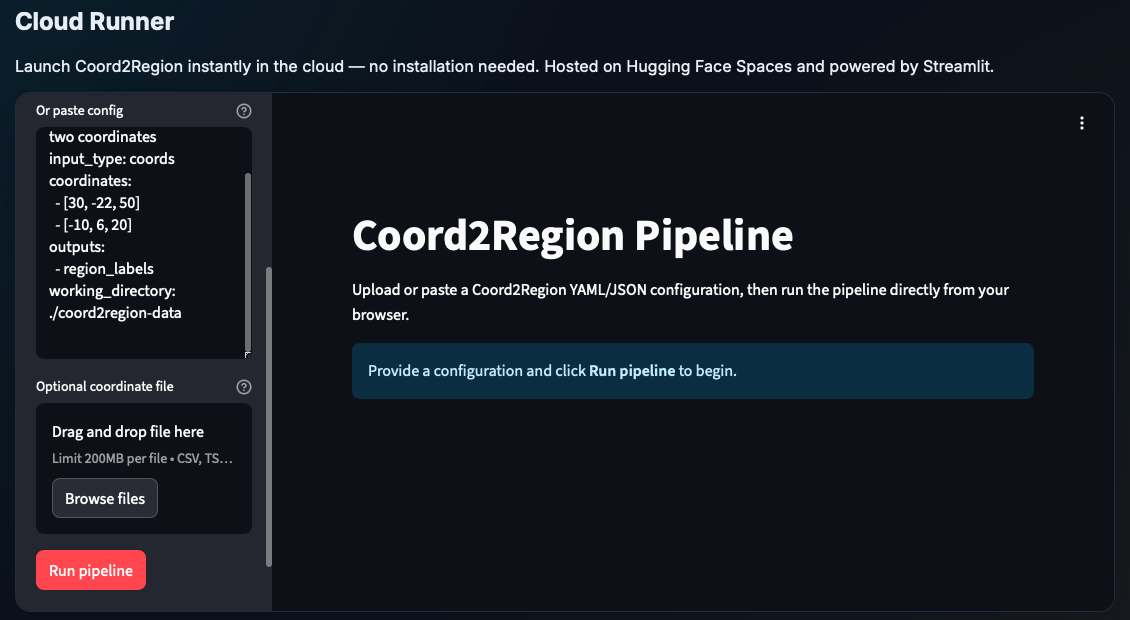 Cloud Runner
Launch Coord2Region instantly in the cloud — no installation needed. Hosted on Hugging Face Spaces and powered by Streamlit.
Or paste config
two coordinates
input_type: coords
coordinates:
  - [30, -22, 50]
  - [-10, 6, 20]
outputs:
  - region_labels
working_directory:
./coord2region-data
Optional coordinate file
Drag and drop file here
Limit 200MB per file • CSV, TS…
Browse files
Run pipeline
Coord2Region Pipeline
Upload or paste a Coord2Region YAML/JSON configuration, then run the pipeline directly from your
browser.
Provide a configuration and click Run pipeline to begin.